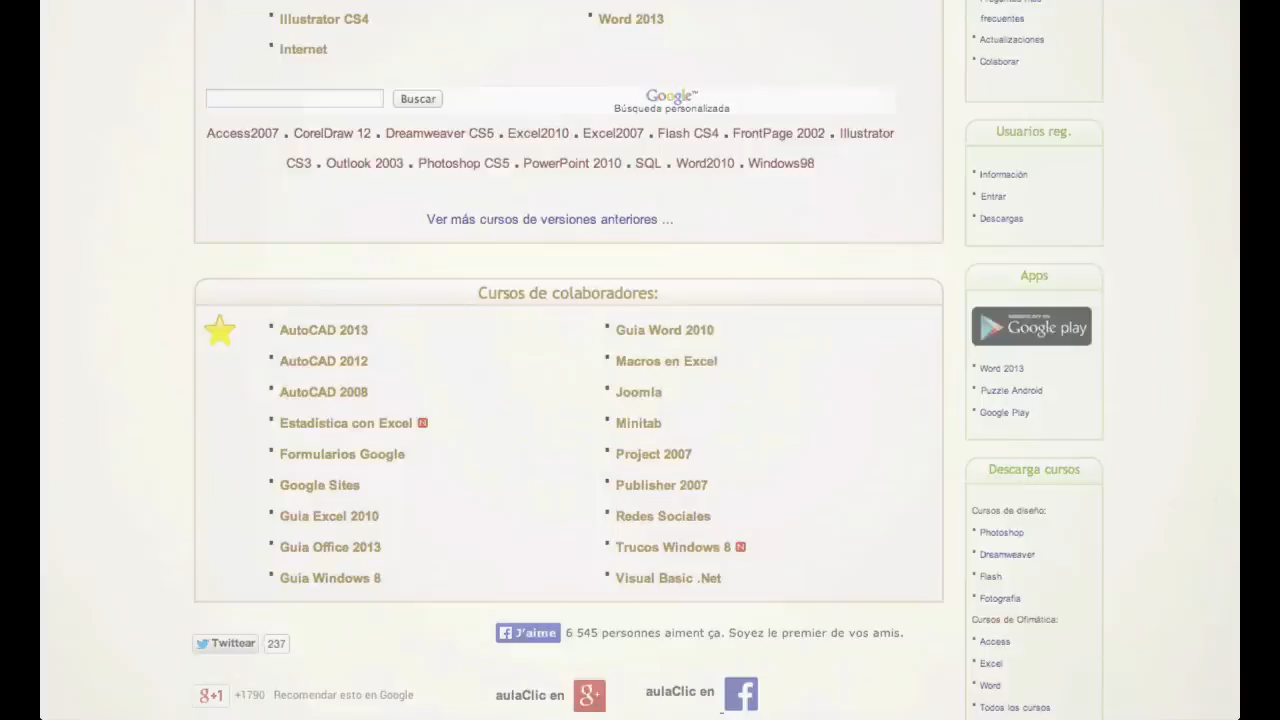 Illustrator CS4
Word 2013
Internet
Buscar
Google™
Búsqueda personalizada
Access2007 . CorelDraw 12 . Dreamweaver CS5 . Excel2010 . Excel2007 . Flash CS4 . FrontPage 2002 . Illustrator
CS3 . Outlook 2003 . Photoshop CS5 . PowerPoint 2010 . SQL . Word2010 . Windows98
Ver más cursos de versiones anteriores ...
Cursos de colaboradores:
AutoCAD 2013
AutoCAD 2012
AutoCAD 2008
Estadística con Excel N
Formularios Google
Google Sites
Guia Excel 2010
Guia Office 2013
Guia Windows 8
Guia Word 2010
Macros en Excel
Joomla
Minitab
Project 2007
Publisher 2007
Redes Sociales
Trucos Windows 8 N
Visual Basic .Net
Twittear 237
J'aime 6 545 personnes aiment ça. Soyez le premier de vos amis.
g+1 +1790 Recomendar esto en Google
aulaClic en g+
aulaClic en f
frecuentes
Actualizaciones
Colaborar
Usuarios reg.
Información
Entrar
Descargas
Apps
Google play
Word 2013
Puzzle Android
Google Play
Descarga cursos
Cursos de diseño:
Photoshop
Dreamweaver
Flash
Fotografia
Cursos de Ofimática:
Access
Excel
Word
Todos los cursos